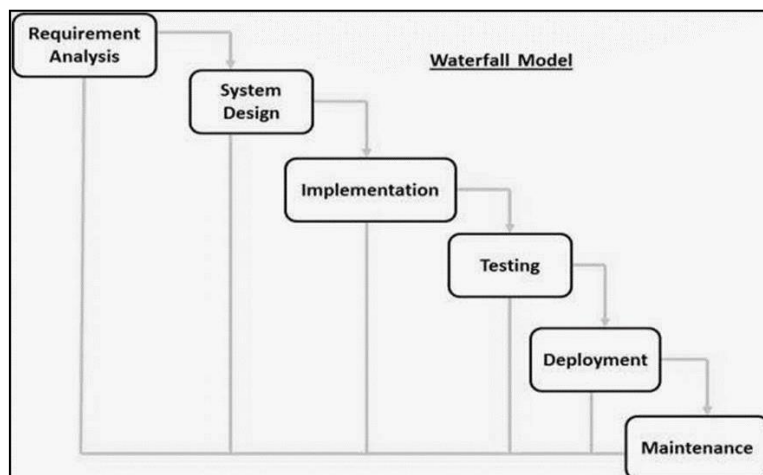 Requirement
Analysis
Waterfall Model
System
Design
Implementation
Testing
Deployment
Maintenance